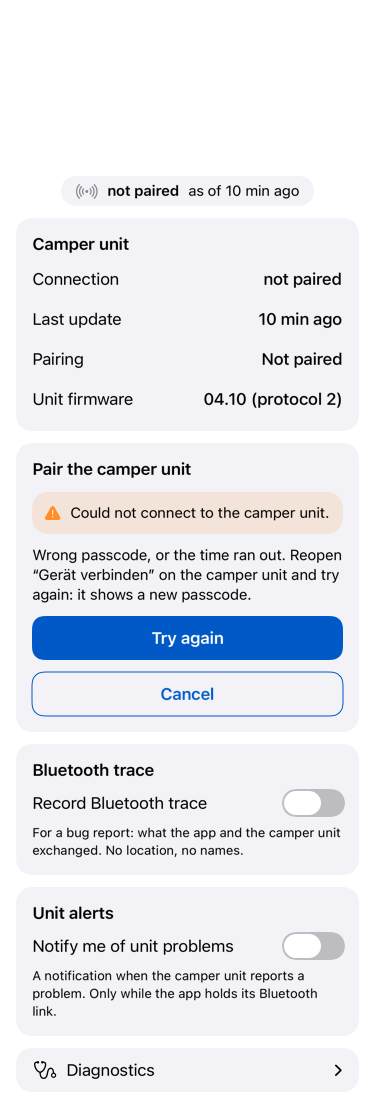 not paired as of 10 min ago
Camper unit
Connection not paired
Last update 10 min ago
Pairing Not paired
Unit firmware 04.10 (protocol 2)
Pair the camper unit
Could not connect to the camper unit.
Wrong passcode, or the time ran out. Reopen
“Gerät verbinden” on the camper unit and try
again: it shows a new passcode.
Try again
Cancel
Bluetooth trace
Record Bluetooth trace
For a bug report: what the app and the camper unit
exchanged. No location, no names.
Unit alerts
Notify me of unit problems
A notification when the camper unit reports a
problem. Only while the app holds its Bluetooth
link.
Diagnostics